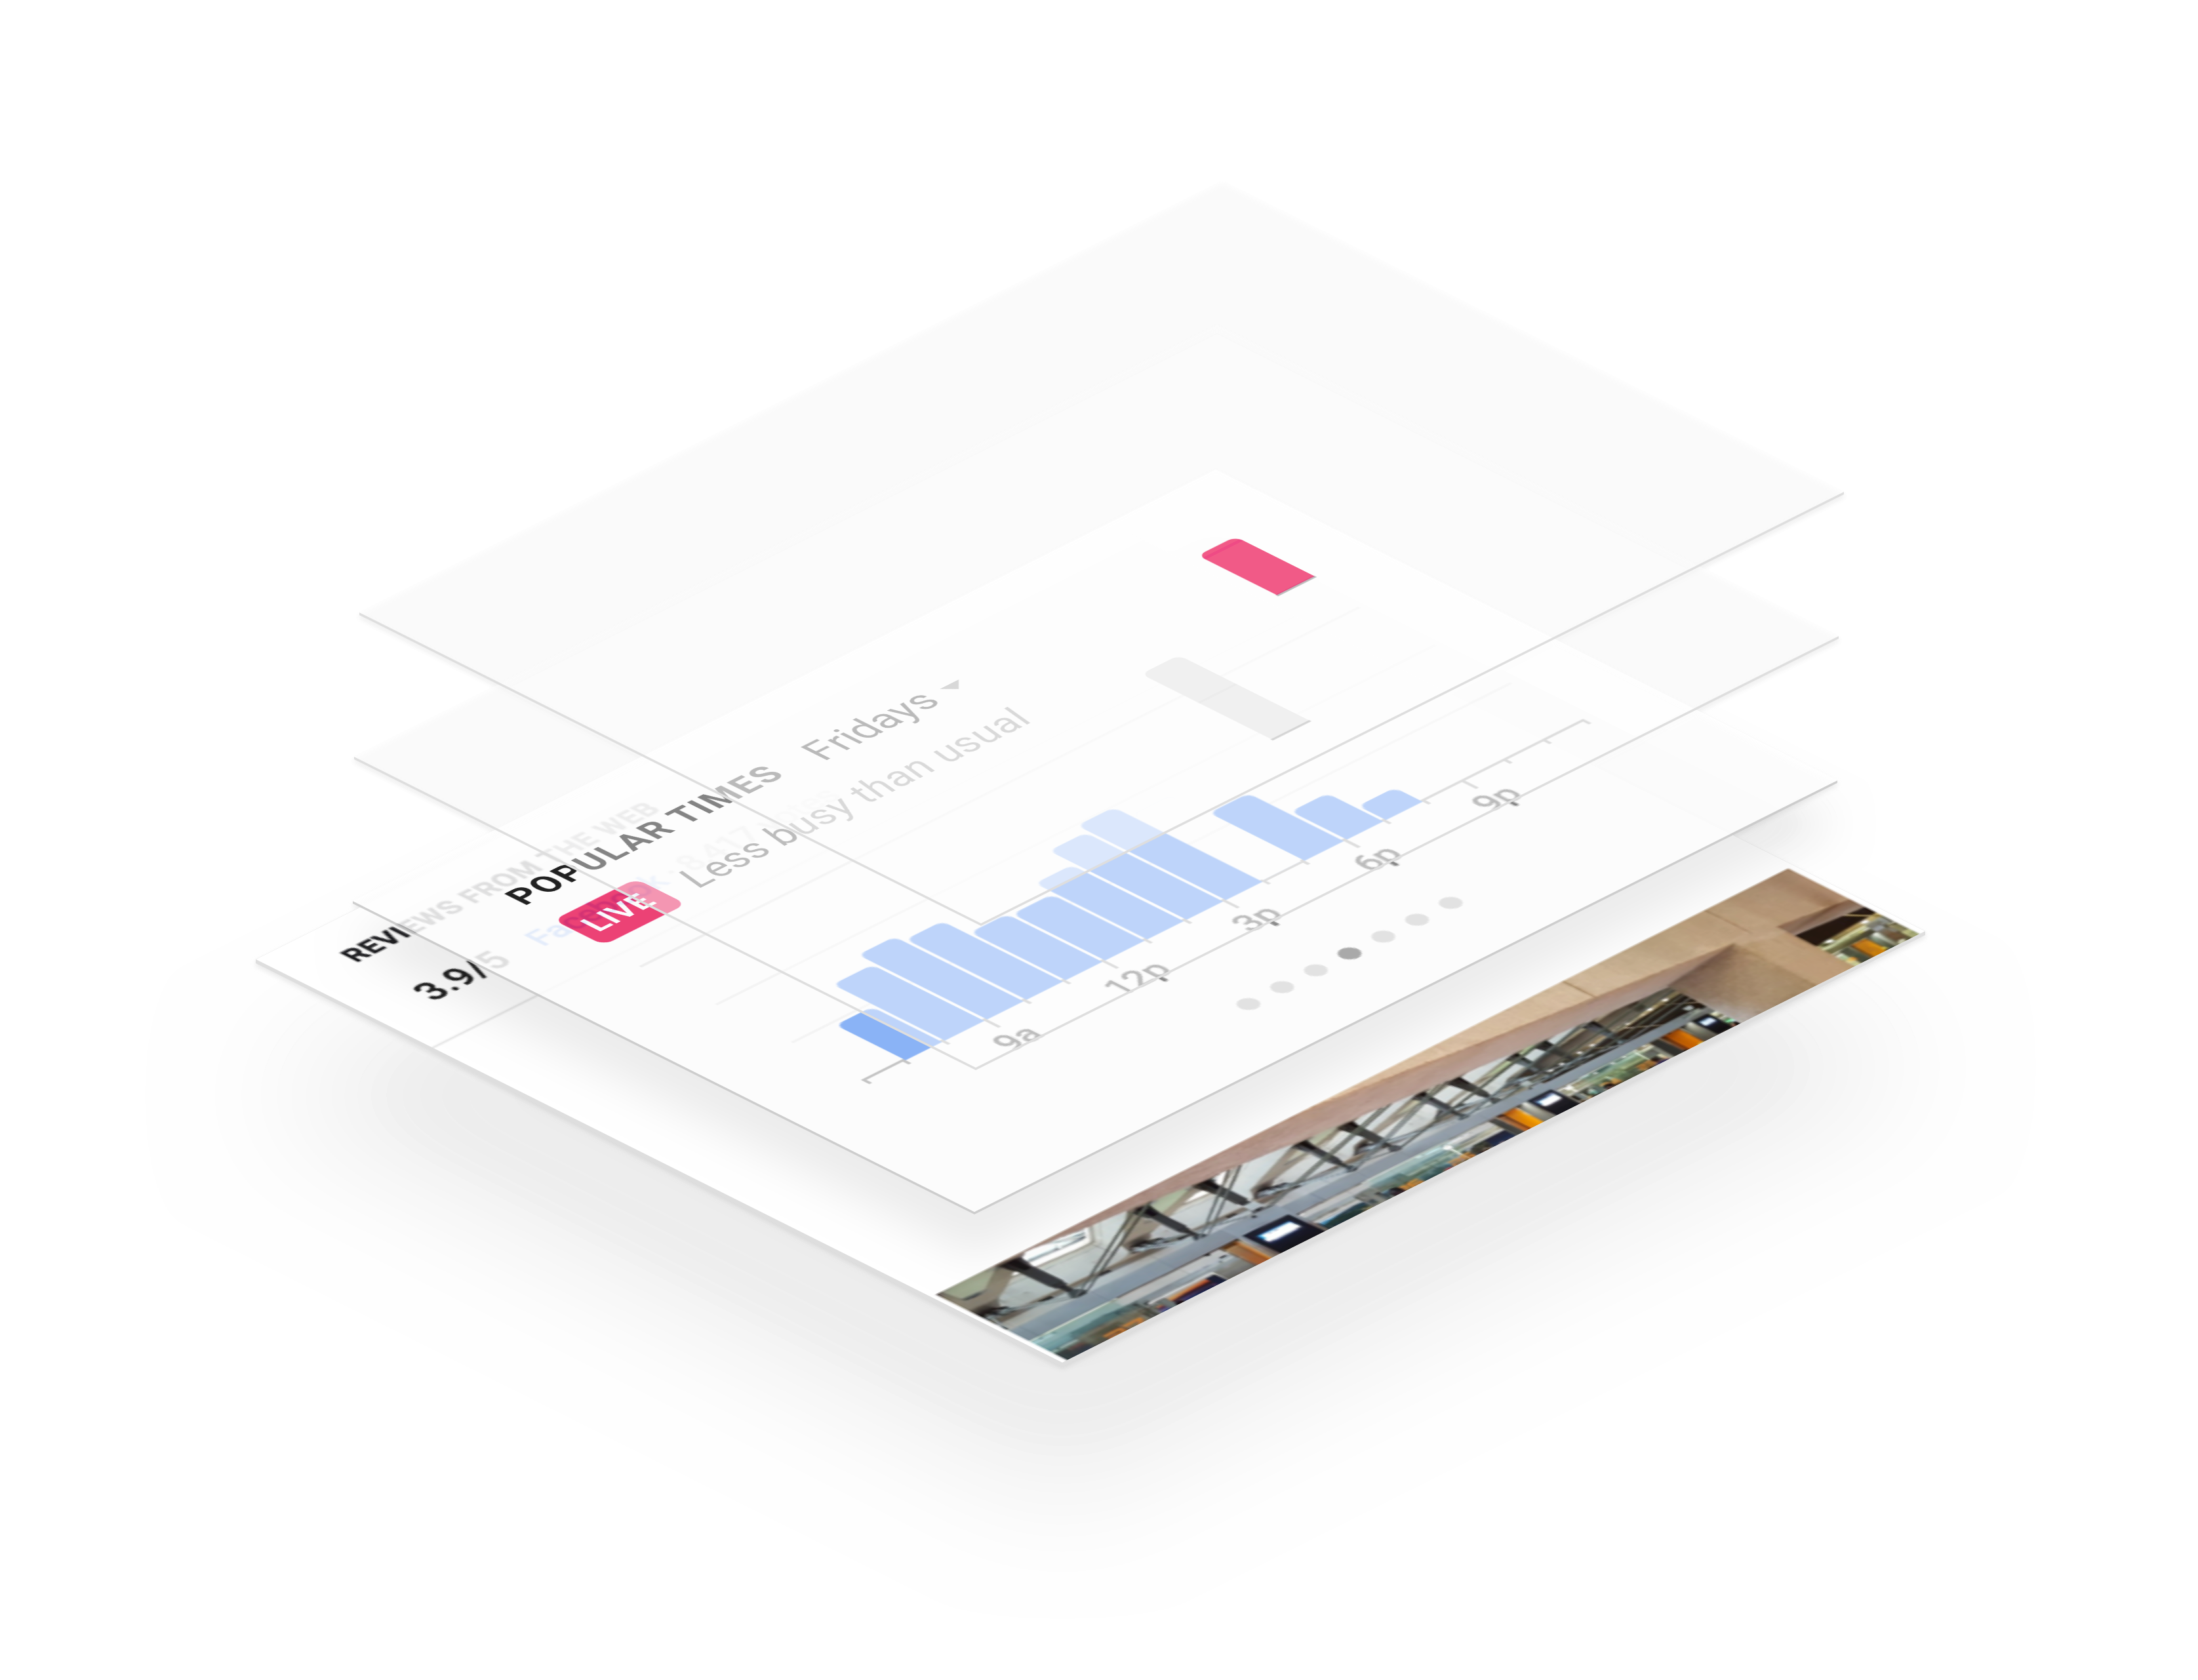 REVIEWS FROM THE WEB
3.9/5
POPULAR TIMES Fridays
LIVE Less busy than usual
9a 12p 3p 6p 9p